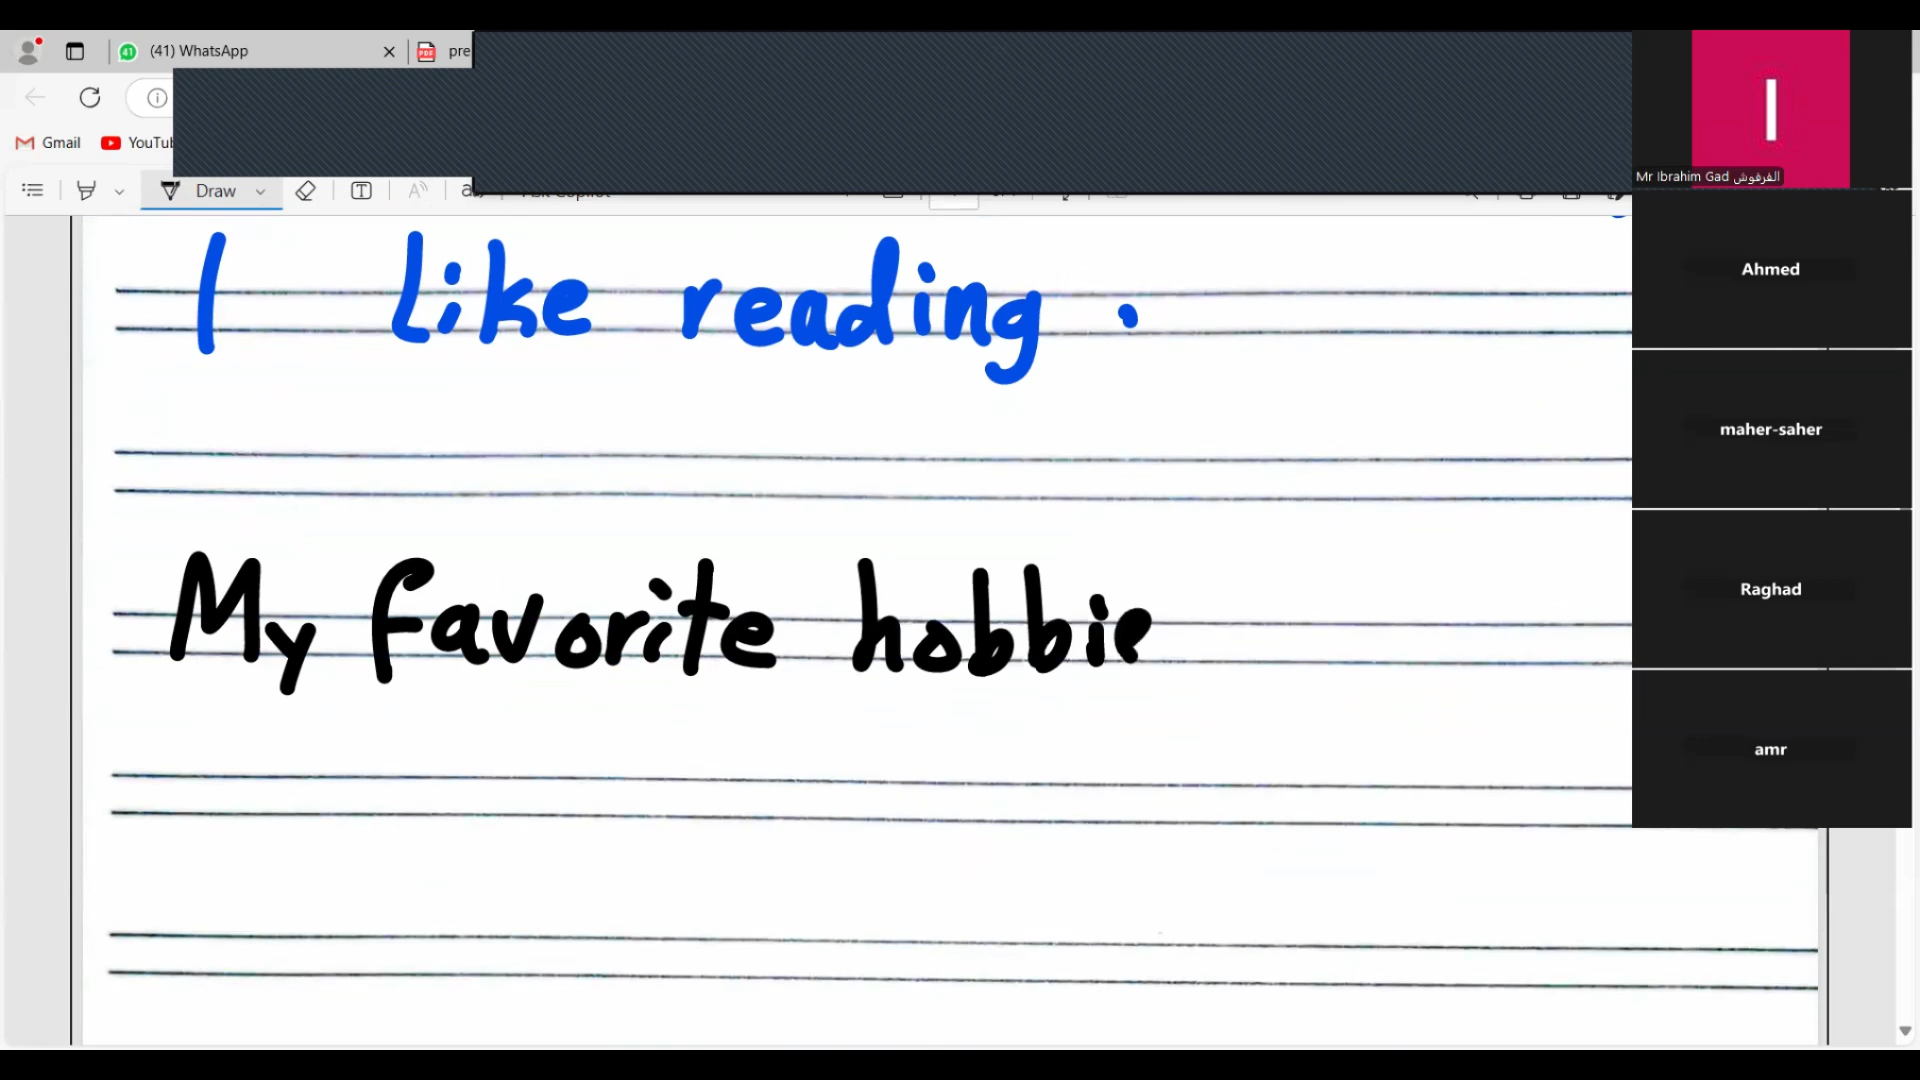 (41) WhatsApp
pre
Gmail
YouTub
Draw
Mr Ibrahim Gad الفرفوش
I like reading .
Ahmed
maher-saher
My favorite hobbie
Raghad
amr